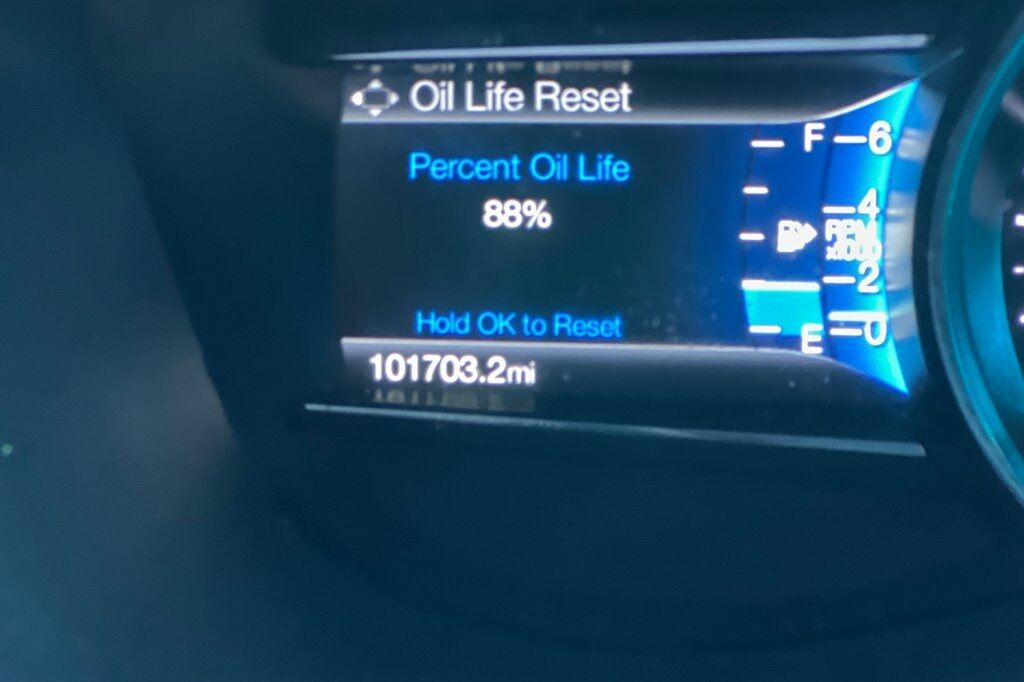 Oil Life Reset
Percent Oil Life
88%
Hold OK to Reset
101703.2mi
F
E
6
4
RPM
x1000
2
0